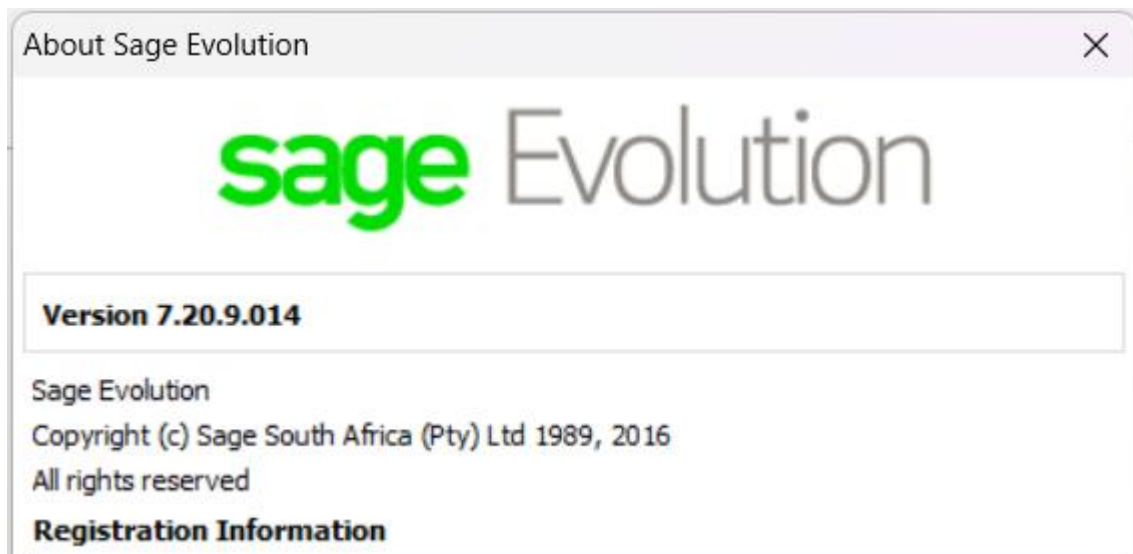 About Sage Evolution
sage Evolution
Version 7.20.9.014
Sage Evolution
Copyright (c) Sage South Africa (Pty) Ltd 1989, 2016
All rights reserved
Registration Information